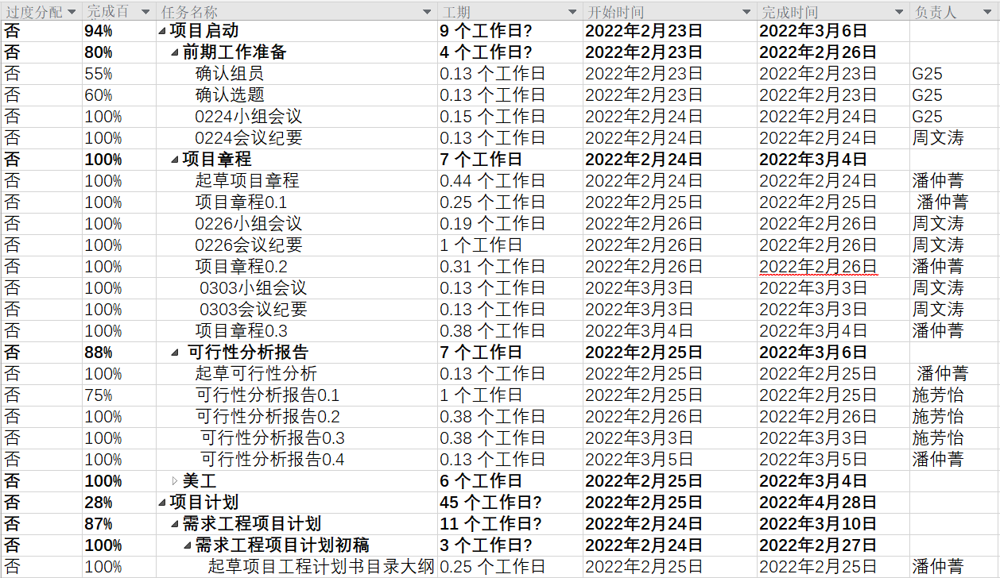 过度分配 完成百 任务名称 工期 开始时间 完成时间 负责人
否 94% 项目启动 9 个工作日? 2022年2月23日 2022年3月6日
否 80% 前期工作准备 4 个工作日? 2022年2月23日 2022年2月26日
否 55% 确认组员 0.13 个工作日 2022年2月23日 2022年2月23日 G25
否 60% 确认选题 0.13 个工作日 2022年2月23日 2022年2月23日 G25
否 100% 0224小组会议 0.15 个工作日 2022年2月24日 2022年2月24日 G25
否 100% 0224会议纪要 0.13 个工作日 2022年2月24日 2022年2月24日 周文涛
否 100% 项目章程 7 个工作日 2022年2月24日 2022年3月4日
否 100% 起草项目章程 0.44 个工作日 2022年2月24日 2022年2月24日 潘仲菁
否 100% 项目章程0.1 0.25 个工作日 2022年2月25日 2022年2月25日 潘仲菁
否 100% 0226小组会议 0.19 个工作日 2022年2月26日 2022年2月26日 周文涛
否 100% 0226会议纪要 1 个工作日 2022年2月26日 2022年2月26日 周文涛
否 100% 项目章程0.2 0.31 个工作日 2022年2月26日 2022年2月26日 潘仲菁
否 100% 0303小组会议 0.13 个工作日 2022年3月3日 2022年3月3日 周文涛
否 100% 0303会议纪要 0.13 个工作日 2022年3月3日 2022年3月3日 周文涛
否 100% 项目章程0.3 0.38 个工作日 2022年3月4日 2022年3月4日 潘仲菁
否 88% 可行性分析报告 7 个工作日 2022年2月25日 2022年3月6日
否 100% 起草可行性分析 0.13 个工作日 2022年2月25日 2022年2月25日 潘仲菁
否 75% 可行性分析报告0.1 1 个工作日 2022年2月25日 2022年2月25日 施芳怡
否 100% 可行性分析报告0.2 0.38 个工作日 2022年2月26日 2022年2月26日 施芳怡
否 100% 可行性分析报告0.3 0.38 个工作日 2022年3月3日 2022年3月3日 施芳怡
否 100% 可行性分析报告0.4 0.13 个工作日 2022年3月5日 2022年3月5日 潘仲菁
否 100% 美工 6 个工作日 2022年2月25日 2022年3月4日
否 28% 项目计划 45 个工作日? 2022年2月25日 2022年4月28日
否 87% 需求工程项目计划 11 个工作日? 2022年2月24日 2022年3月10日
否 100% 需求工程项目计划初稿 3 个工作日? 2022年2月24日 2022年2月27日
否 100% 起草项目工程计划书目录大纲 0.25 个工作日 2022年2月25日 2022年2月25日 潘仲菁